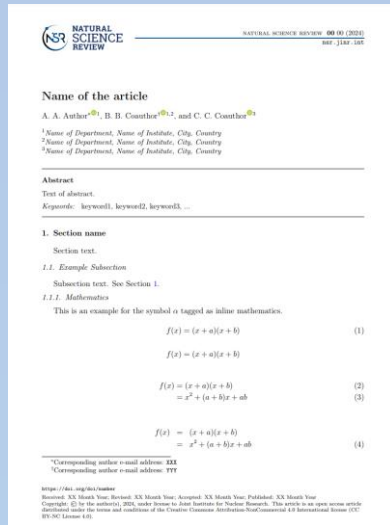 NSR NATURAL
SCIENCE
REVIEW
NATURAL SCIENCE REVIEW 00 00 (2024)
nsr.jinr.int
Name of the article
A. A. Author*1, B. B. Coauthor†1,2, and C. C. Coauthor3
1Name of Department, Name of Institute, City, Country
2Name of Department, Name of Institute, City, Country
3Name of Department, Name of Institute, City, Country
Abstract
Text of abstract.
Keywords: keyword1, keyword2, keyword3, ...
1. Section name
Section text.
1.1. Example Subsection
Subsection text. See Section 1.
1.1.1. Mathematics
This is an example for the symbol α tagged as inline mathematics.
f(x) = (x + a)(x + b) (1)
f(x) = (x + a)(x + b)
f(x) = (x + a)(x + b) (2)
= x² + (a + b)x + ab (3)
f(x) = (x + a)(x + b)
= x² + (a + b)x + ab (4)
*Corresponding author e-mail address: XXX
†Corresponding author e-mail address: YYY
https://doi.org/doi/number
Received: XX Month Year; Revised: XX Month Year; Accepted: XX Month Year; Published: XX Month Year
Copyright: © by the author(s), 2024, under license to Joint Institute for Nuclear Research. This article is an open access article
distributed under the terms and conditions of the Creative Commons Attribution-NonCommercial 4.0 International license (CC
BY-NC License 4.0).